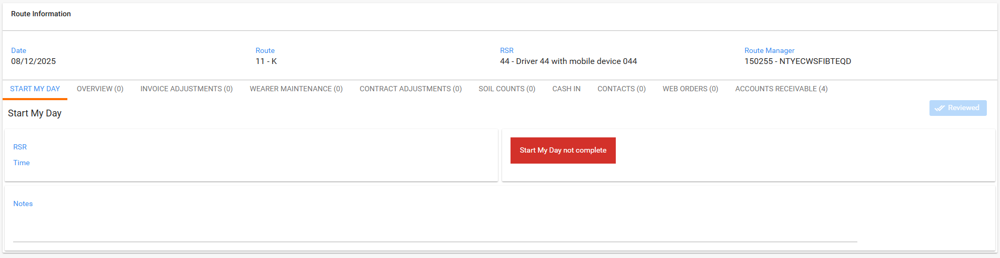 Route Information
Date Route RSR Route Manager
08/12/2025 11 - K 44 - Driver 44 with mobile device 044 150255 - NTYECWSFIBTEQD
START MY DAY OVERVIEW (0) INVOICE ADJUSTMENTS (0) WEARER MAINTENANCE (0) CONTRACT ADJUSTMENTS (0) SOIL COUNTS (0) CASH IN CONTACTS (0) WEB ORDERS (0) ACCOUNTS RECEIVABLE (4)
Start My Day Reviewed
RSR
Time
Start My Day not complete
Notes